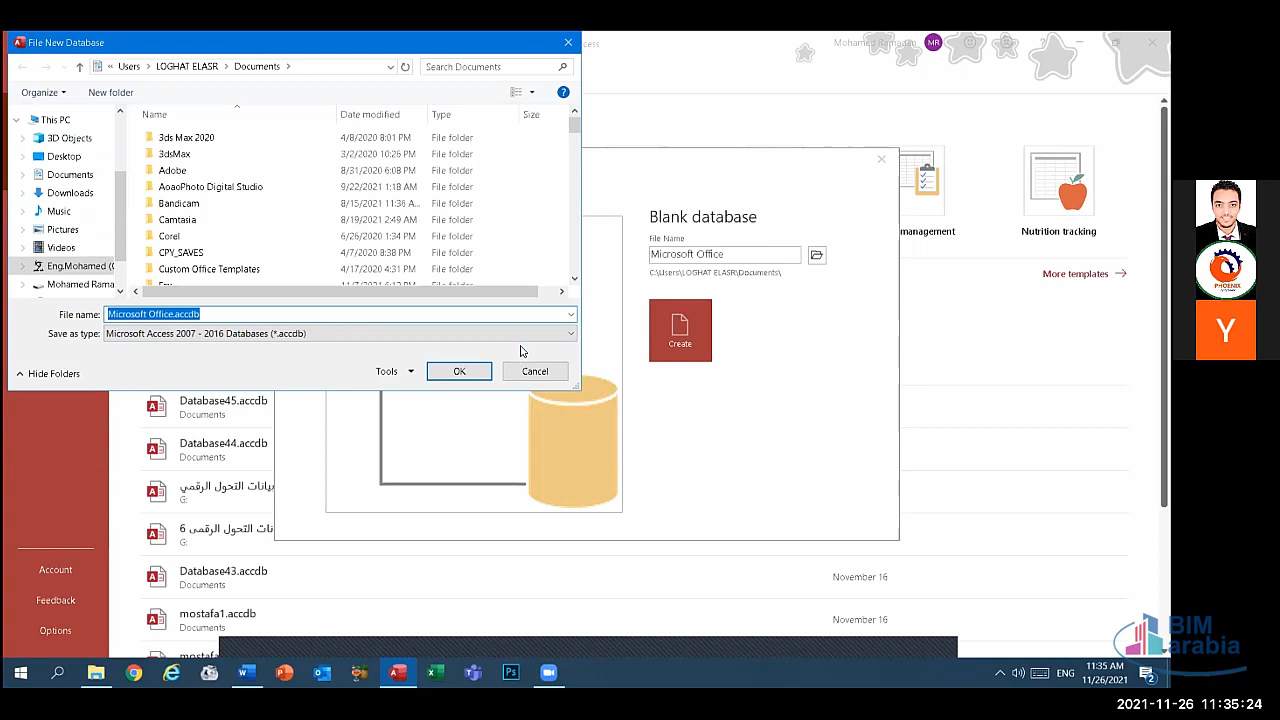 File New Database
cess
Mohamed Ramadan
MR
« Users > LOGHAT ELASR > Documents >
Search Documents
Organize
New folder
Name
Date modified
Type
Size
This PC
3D Objects
Desktop
Documents
Downloads
Music
Pictures
Videos
Eng.Mohamed (
Mohamed Rama
3ds Max 2020 4/8/2020 8:01 PM File folder
3dsMax 3/2/2020 10:26 PM File folder
Adobe 8/31/2020 6:08 PM File folder
AoaoPhoto Digital Studio 9/22/2021 1:18 AM File folder
Bandicam 8/15/2021 11:36 A... File folder
Camtasia 8/19/2021 2:49 AM File folder
Corel 6/26/2020 1:34 PM File folder
CPY_SAVES 4/7/2020 8:38 PM File folder
Custom Office Templates 4/17/2020 4:31 PM File folder
File name: Microsoft Office.accdb
Save as type: Microsoft Access 2007 - 2016 Databases (*.accdb)
Hide Folders
Tools
OK
Cancel
Blank database
File Name
Microsoft Office
C:\Users\LOGHAT ELASR\Documents\
Create
management
Nutrition tracking
More templates
PHOENIX
Y
Database45.accdb
Documents
Database44.accdb
Documents
بيانات التحول الرقمي
G:
بيانات التحول الرقمي 6
G:
Database43.accdb
Documents
November 16
mostafa1.accdb
Documents
November 16
Account
Feedback
Options
BIM
arabia
ENG
11:35 AM
11/26/2021
2
2021-11-26 11:35:24